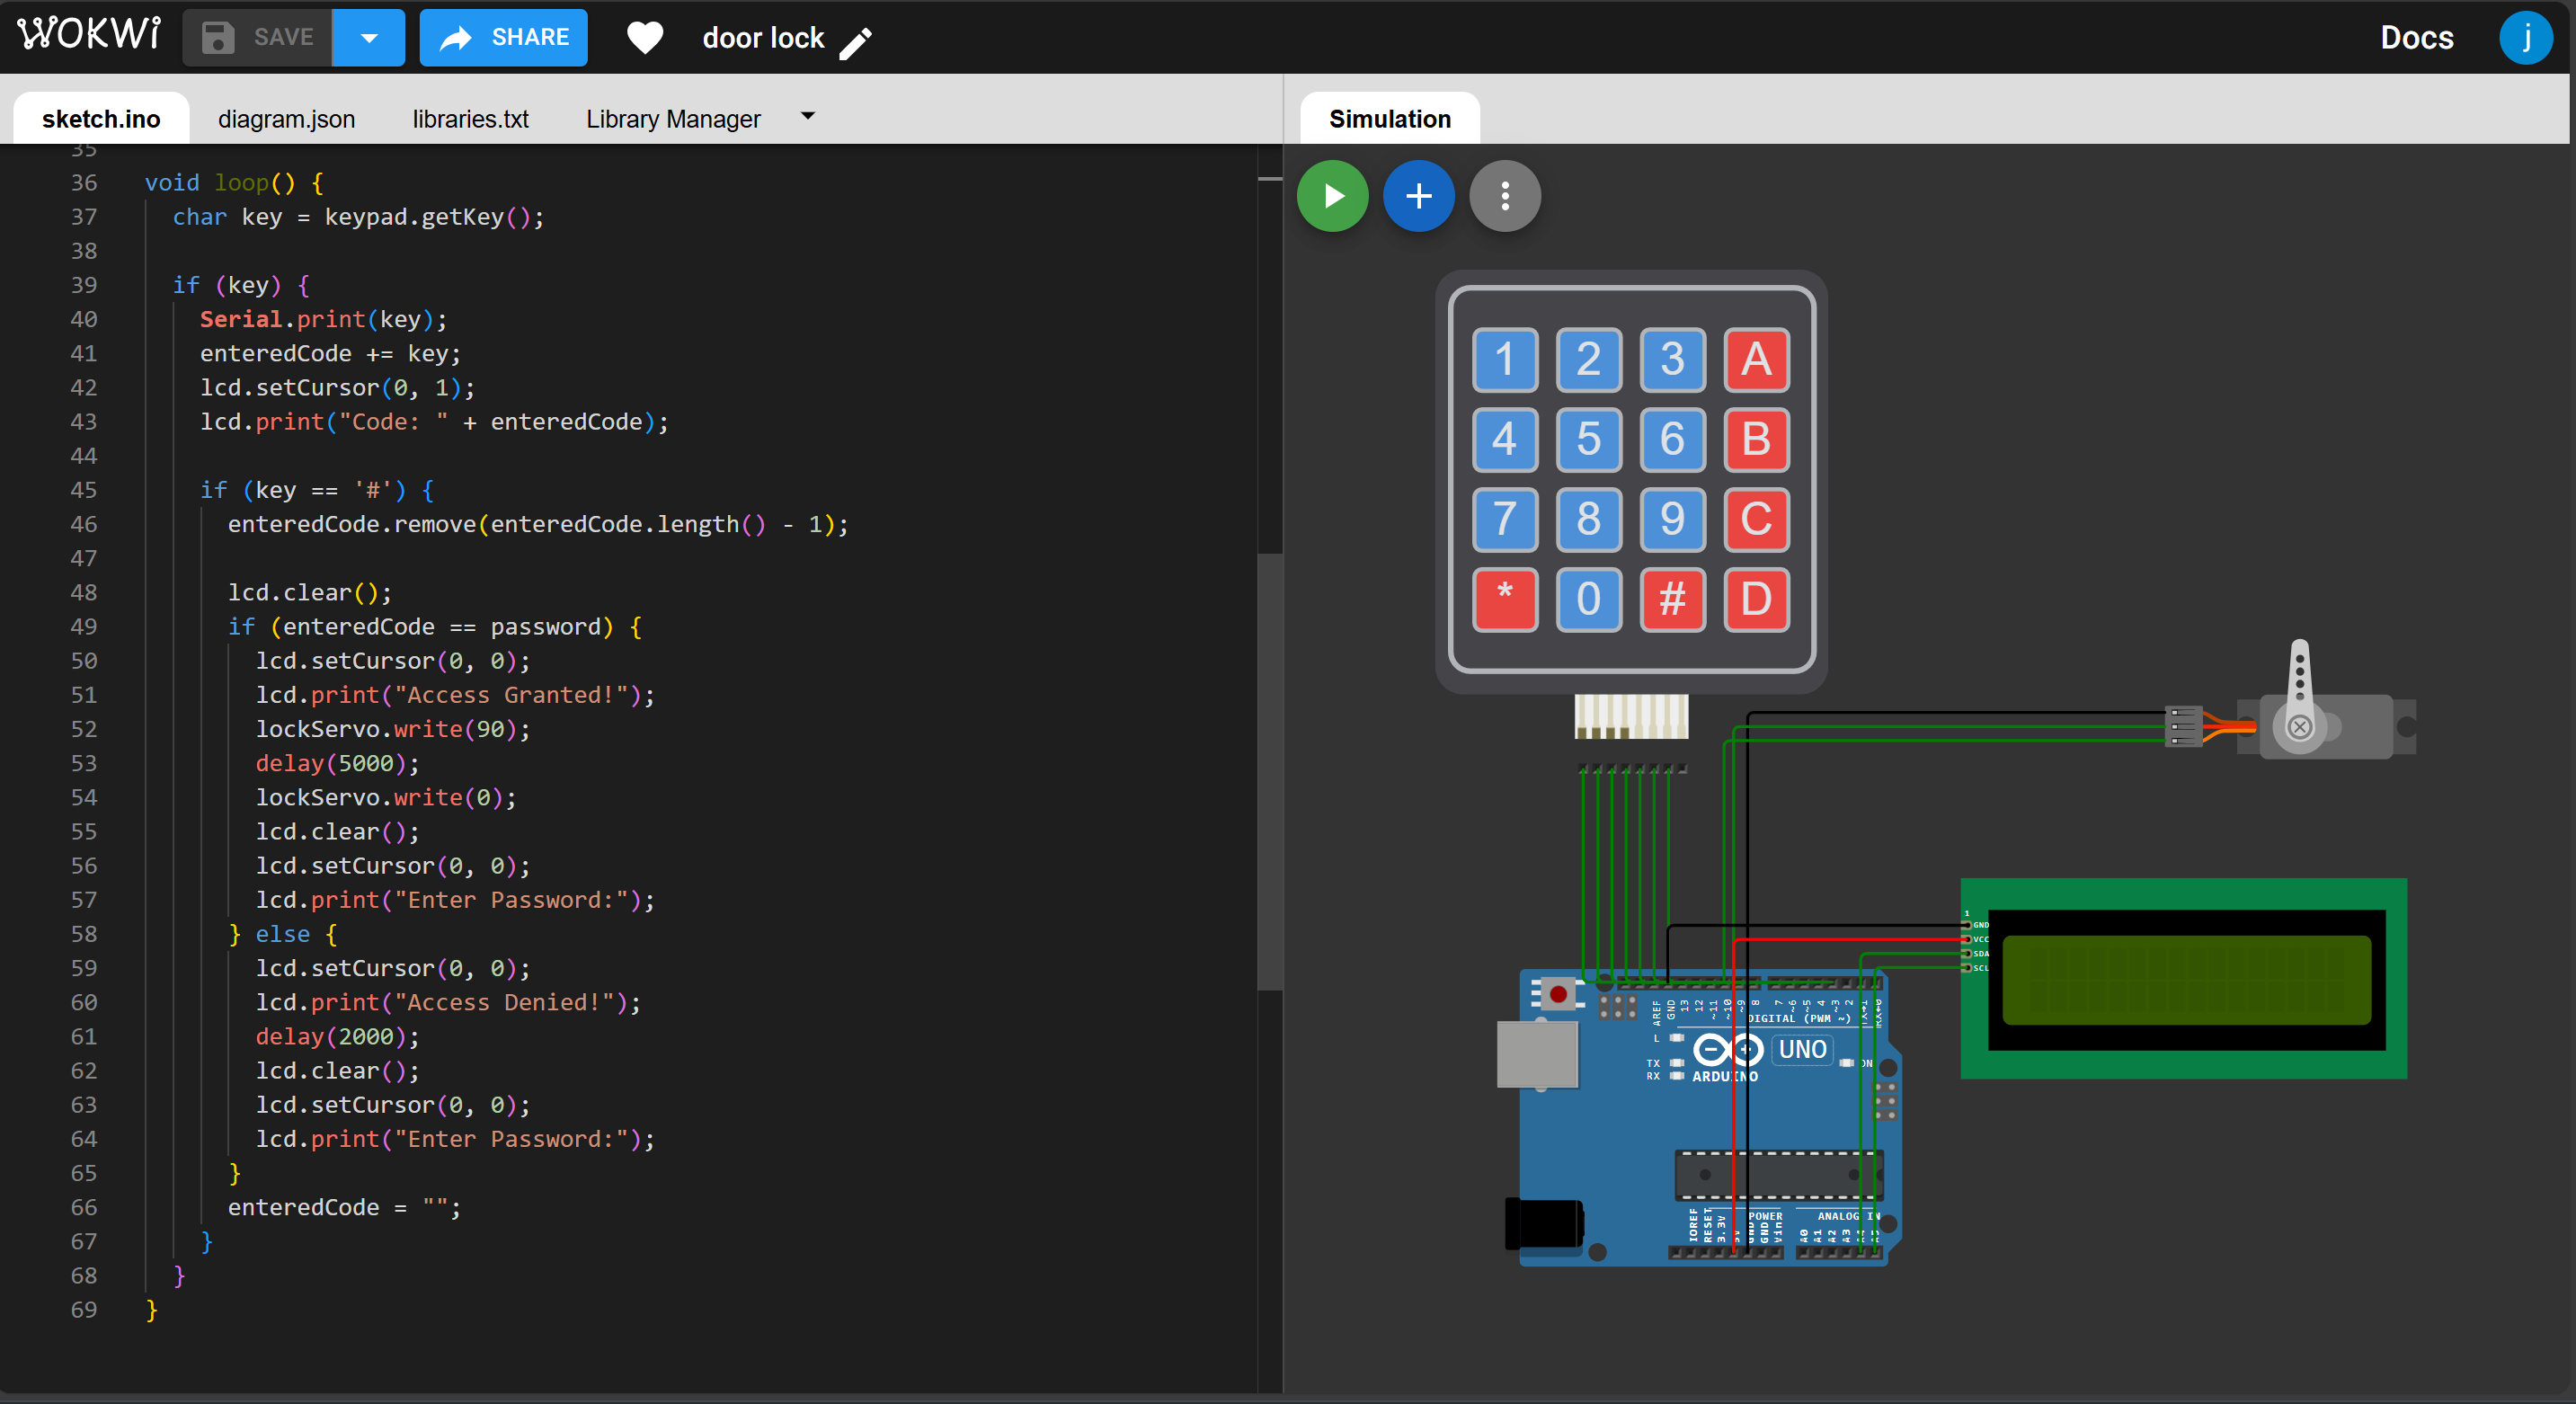 WOKWi SAVE SHARE door lock Docs j
sketch.ino diagram.json libraries.txt Library Manager
35
36 void loop() {
37 char key = keypad.getKey();
38
39 if (key) {
40 Serial.print(key);
41 enteredCode += key;
42 lcd.setCursor(0, 1);
43 lcd.print("Code: " + enteredCode);
44
45 if (key == '#') {
46 enteredCode.remove(enteredCode.length() - 1);
47
48 lcd.clear();
49 if (enteredCode == password) {
50 lcd.setCursor(0, 0);
51 lcd.print("Access Granted!");
52 lockServo.write(90);
53 delay(5000);
54 lockServo.write(0);
55 lcd.clear();
56 lcd.setCursor(0, 0);
57 lcd.print("Enter Password:");
58 } else {
59 lcd.setCursor(0, 0);
60 lcd.print("Access Denied!");
61 delay(2000);
62 lcd.clear();
63 lcd.setCursor(0, 0);
64 lcd.print("Enter Password:");
65 }
66 enteredCode = "";
67 }
68 }
69 }
Simulation
1 2 3 A
4 5 6 B
7 8 9 C
* 0 # D
1
GND
VCC
SDA
SCL
AREF GND 13 12 ~11 ~10 ~9 8 7 ~6 ~5 4 ~3 2
DIGITAL (PWM ~)
L
TX
RX
UNO
ON
ARDUINO
IOREF RESET 3.3V GND GND Vin
POWER
ANALOG IN
A0 A1 A2 A3